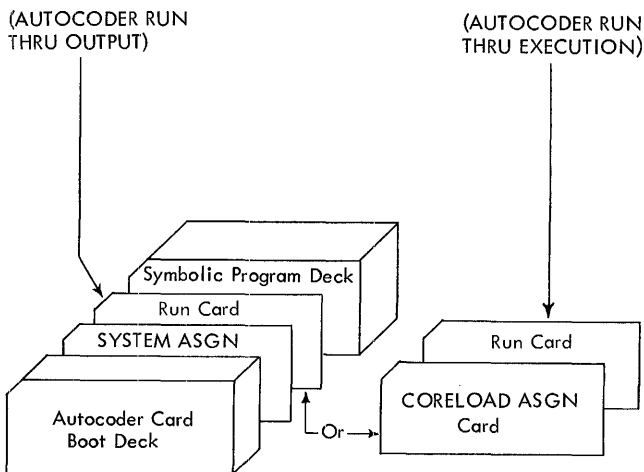 (AUTOCODER RUN
THRU OUTPUT)
(AUTOCODER RUN
THRU EXECUTION)
Symbolic Program Deck
Run Card
SYSTEM ASGN
Autocoder Card
Boot Deck
Or
Run Card
CORELOAD ASGN
Card